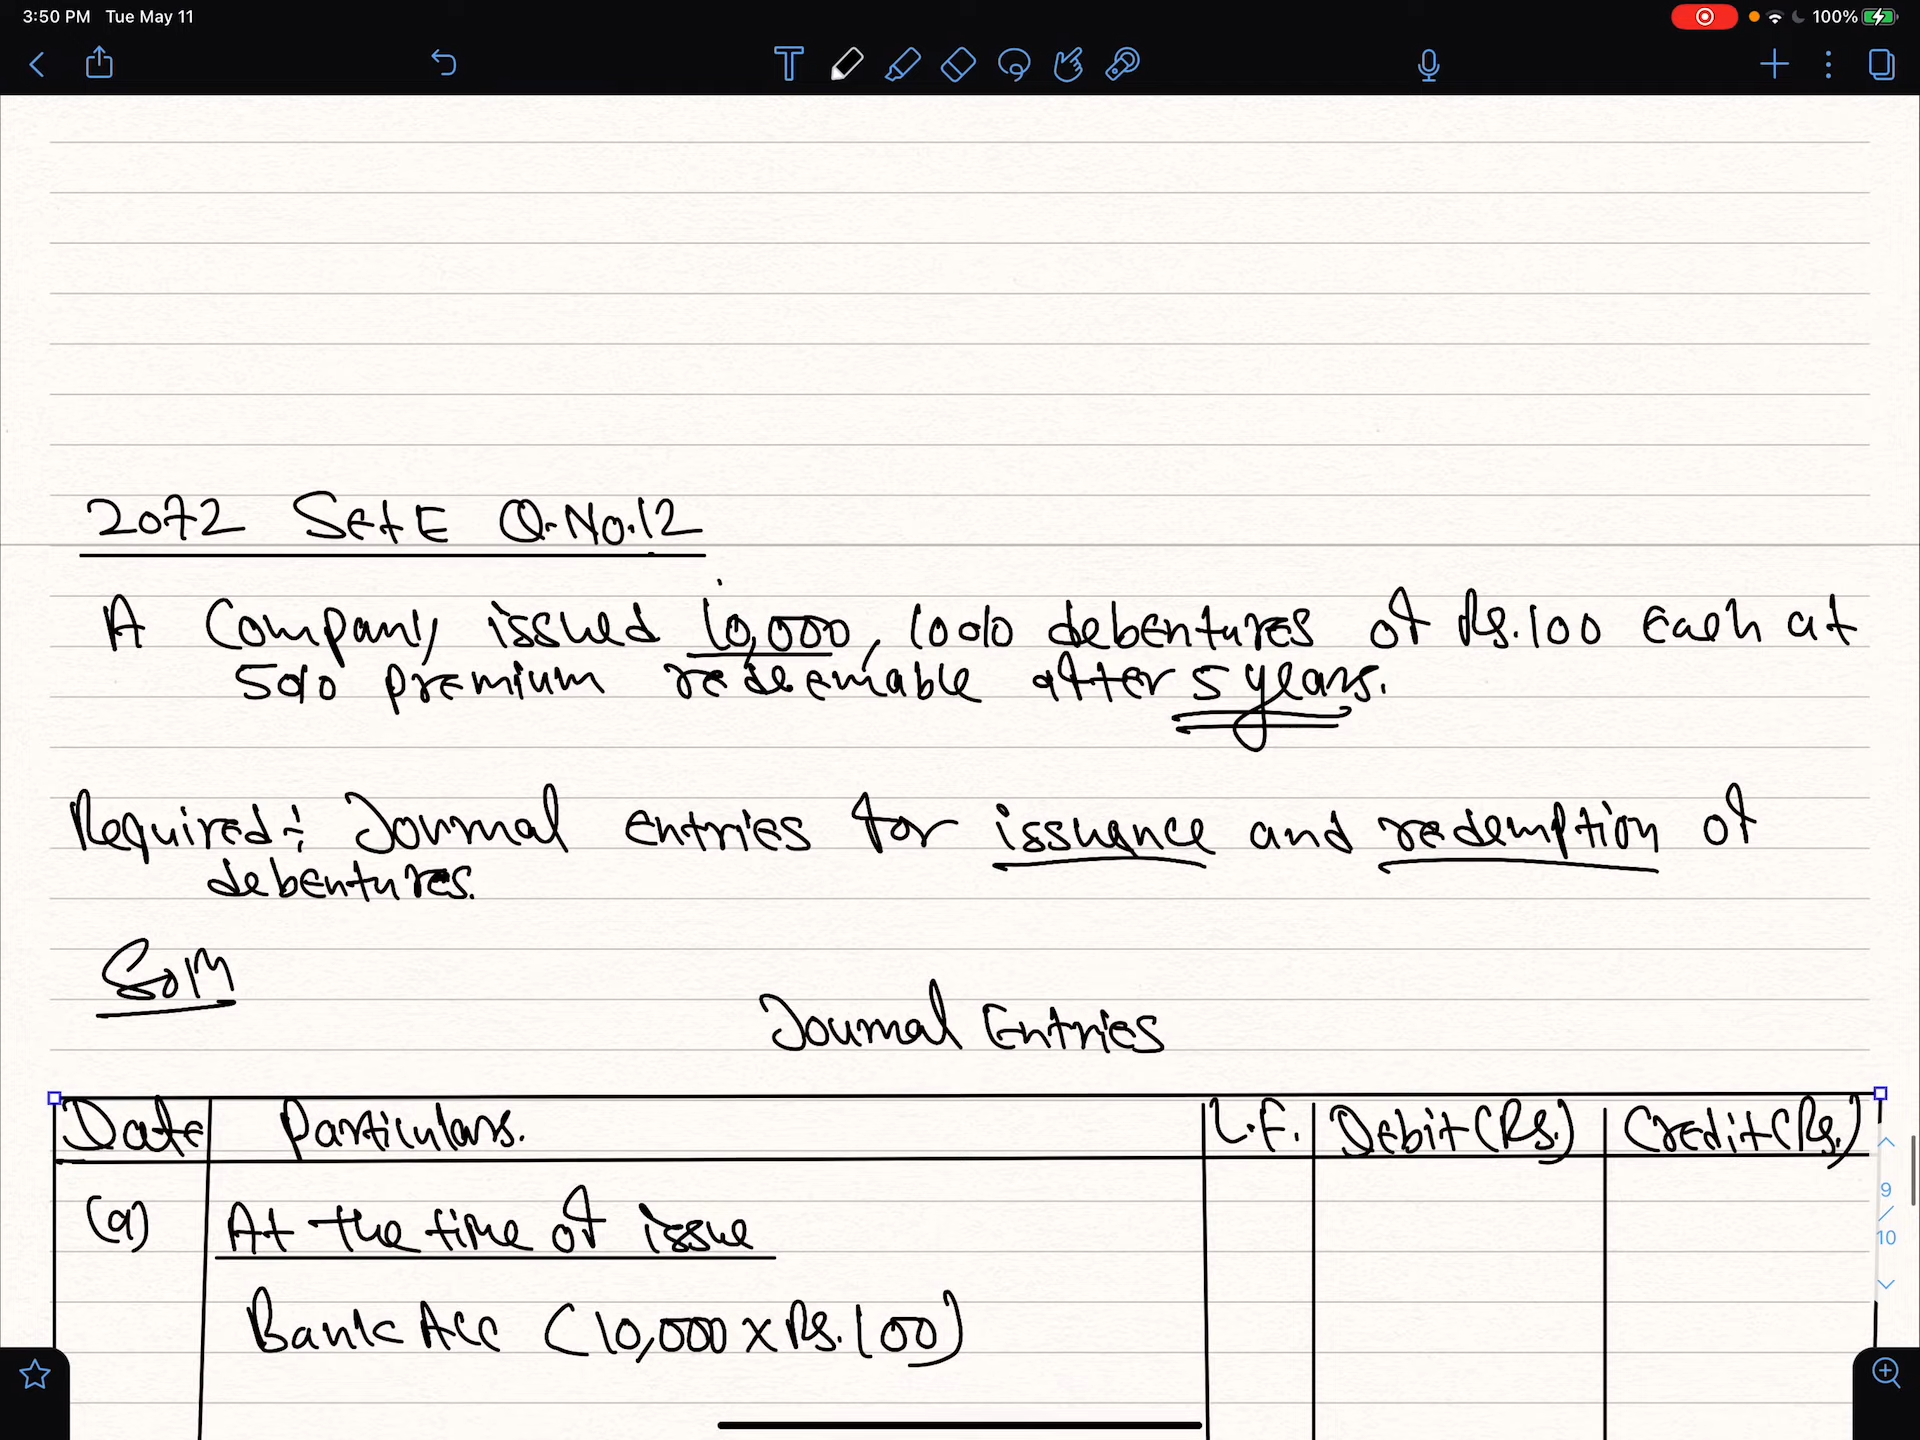 3:50 PM Tue May 11
100%
2072 Set E Q.No.12
A Company issued 10,000, 10% debentures of Rs.100 Each at
5% premium redeemable after 5 years.
Required: Journal Entries for issuance and redemption of
debentures.
Soln
Journal Entries
Date Particulars. L.F. Debit (Rs.) Credit (Rs.)
(a) At the time of issue
Bank Acc (10,000 x Rs.100)
9
/
10